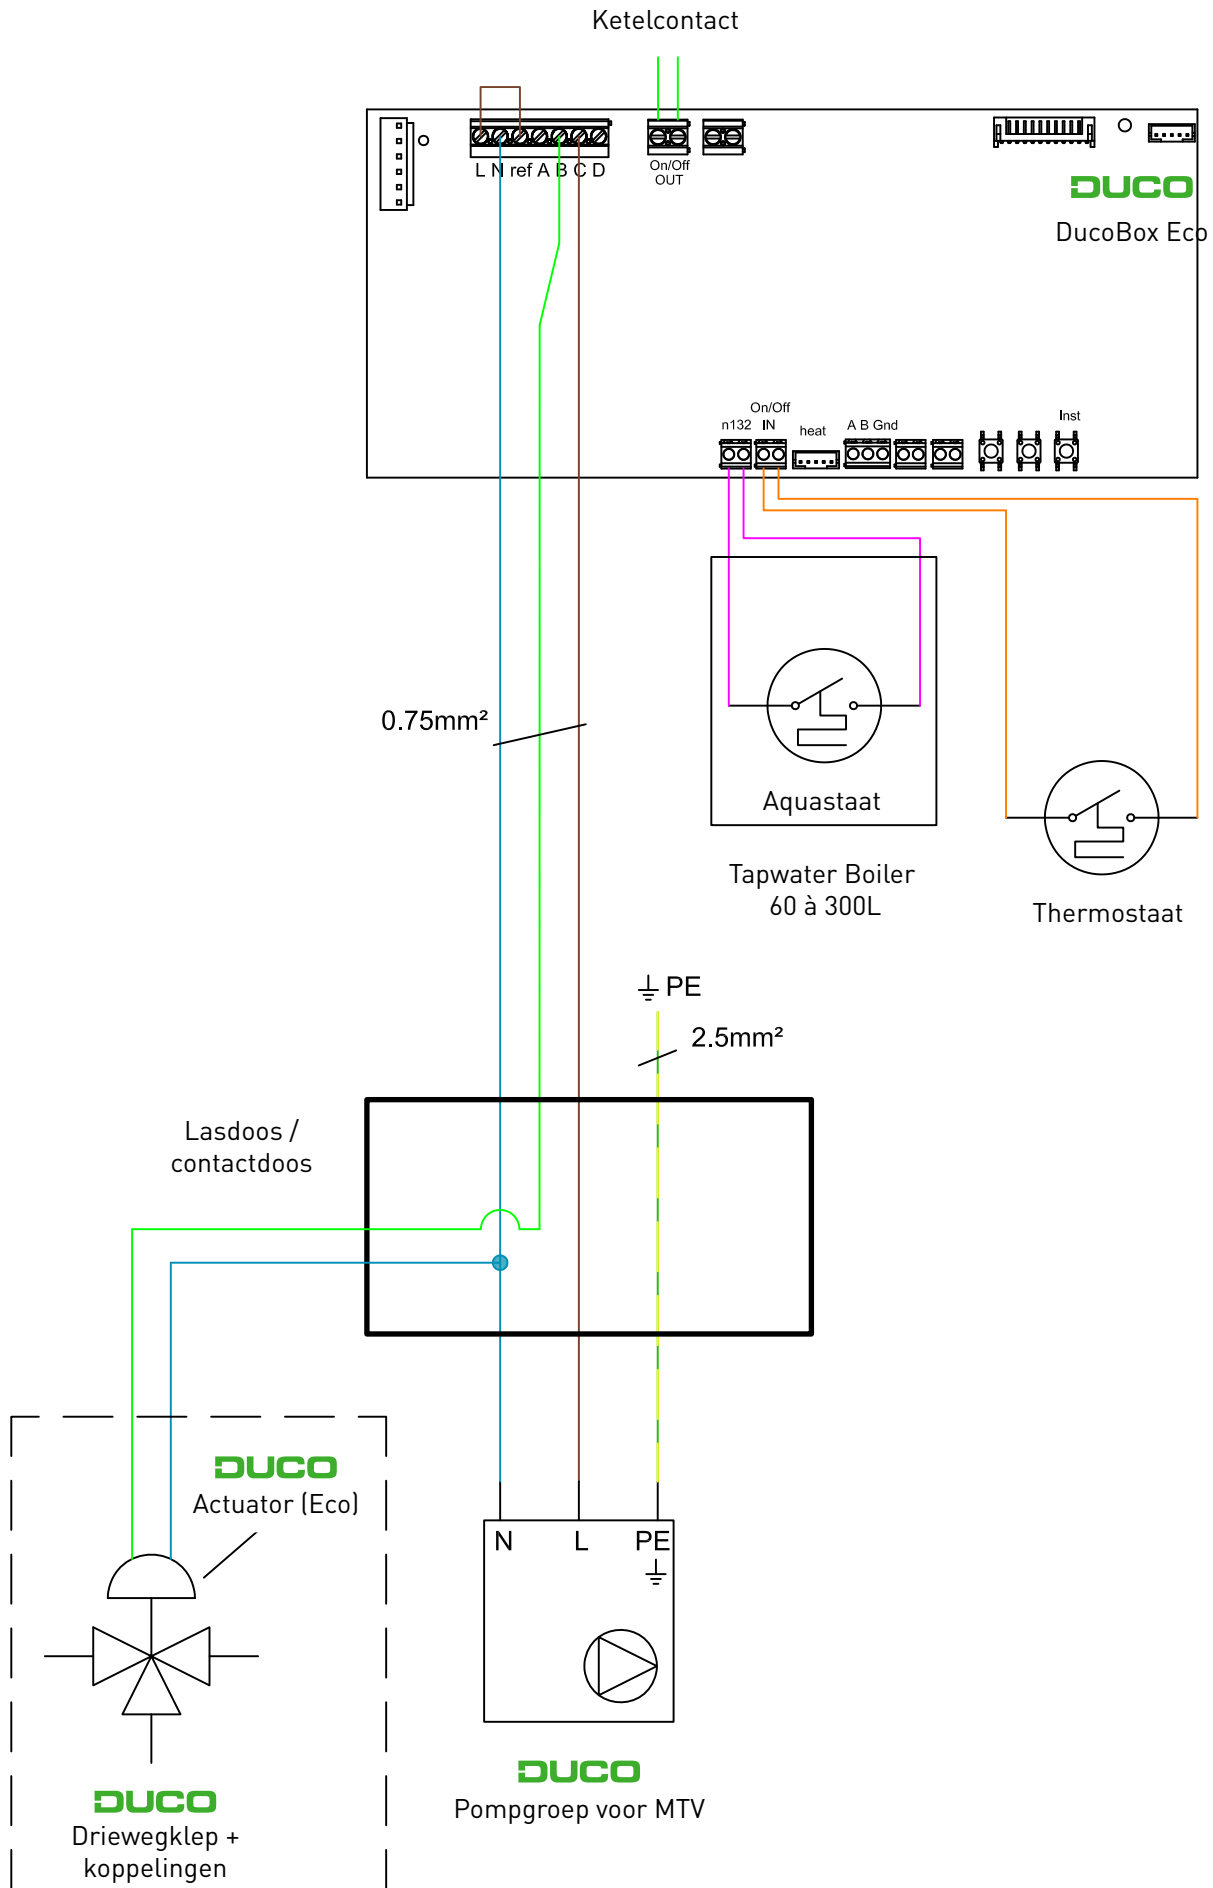 Ketelcontact
L N ref A B C D
On/Off
OUT
DUCO
DucoBox Eco
n132
On/Off
IN
heat
A B Gnd
Inst
0.75mm²
Aquastaat
Tapwater Boiler
60 à 300L
Thermostaat
PE
2.5mm²
Lasdoos /
contactdoos
DUCO
Actuator (Eco)
N L PE
DUCO
Pompgroep voor MTV
DUCO
Driewegklep +
koppelingen